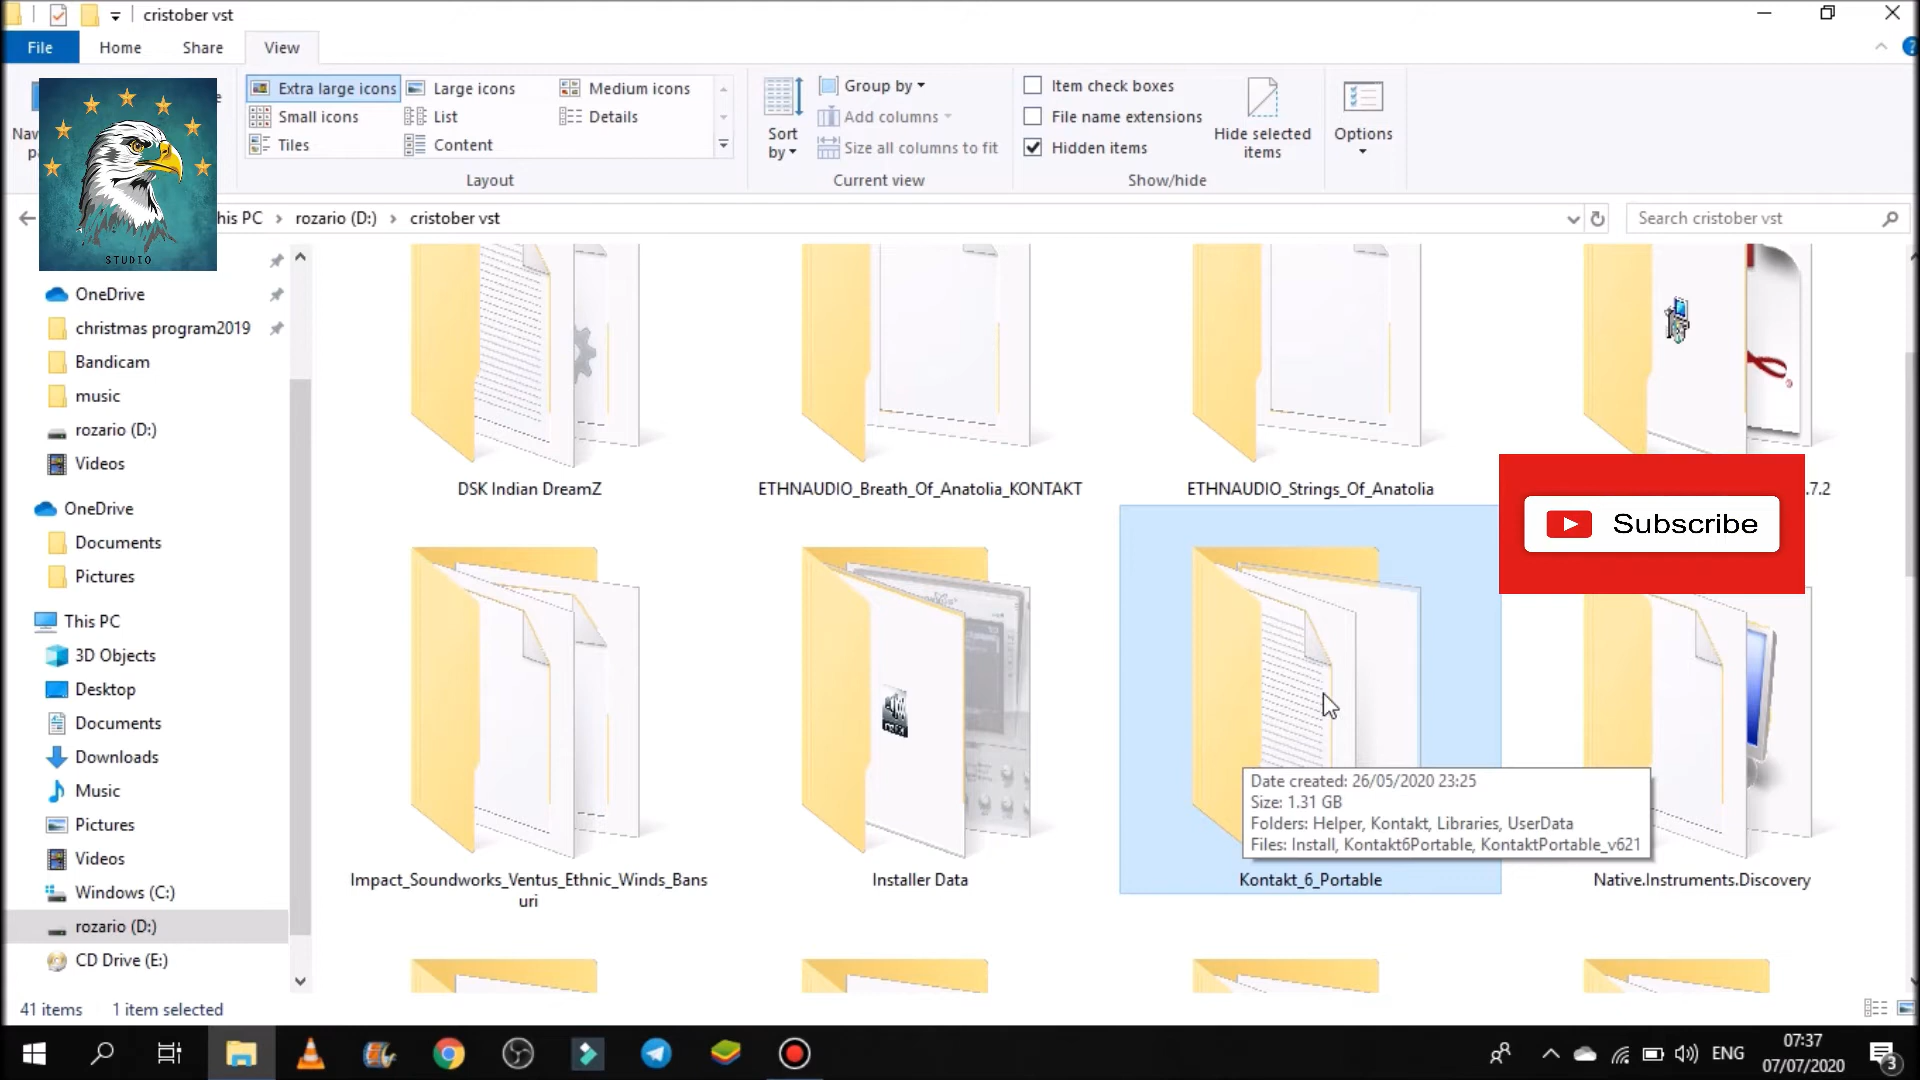 cristober vst
File
Home
Share
View
Extra large icons
Large icons
Medium icons
Small icons
List
Details
Tiles
Content
Layout
Sort
by
Group by
Add columns
Size all columns to fit
Current view
Item check boxes
File name extensions
Hidden items
Hide selected
items
Show/hide
Options
STUDIO
rozario (D:)
cristober vst
Search cristober vst
OneDrive
christmas program2019
Bandicam
music
rozario (D:)
Videos
OneDrive
Documents
Pictures
This PC
3D Objects
Desktop
Documents
Downloads
Music
Pictures
Videos
Windows (C:)
rozario (D:)
CD Drive (E:)
DSK Indian DreamZ
ETHNAUDIO_Breath_Of_Anatolia_KONTAKT
ETHNAUDIO_Strings_Of_Anatolia
.7.2
Subscribe
Impact_Soundworks_Ventus_Ethnic_Winds_Bans
uri
Installer Data
Kontakt_6_Portable
Native.Instruments.Discovery
Date created: 26/05/2020 23:25
Size: 1.31 GB
Folders: Helper, Kontakt, Libraries, UserData
Files: Install, Kontakt6Portable, KontaktPortable_v621
41 items
1 item selected
ENG
07:37
07/07/2020
3